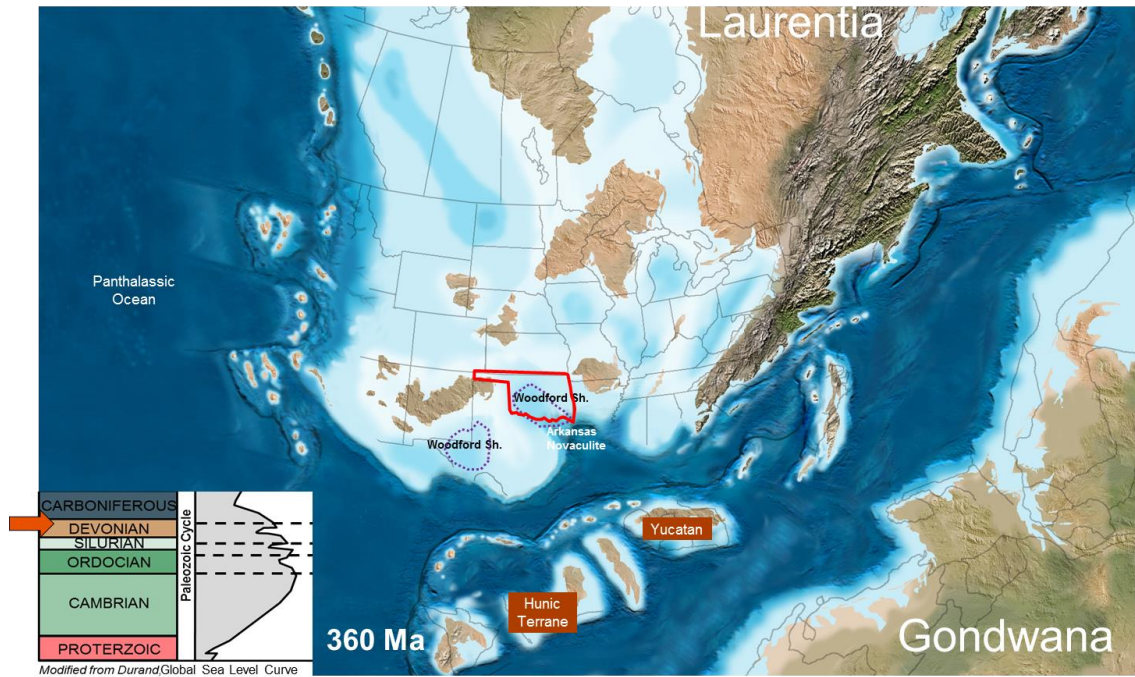 Laurentia
Panthalassic
Ocean
Woodford Sh.
Arkansas
Novaculite
Woodford Sh.
Yucatan
Hunic
Terrane
360 Ma
Gondwana
CARBONIFEROUS
DEVONIAN
SILURIAN
ORDOCIAN
CAMBRIAN
PROTERZOIC
Paleozoic Cycle
Modified from Durand,Global Sea Level Curve